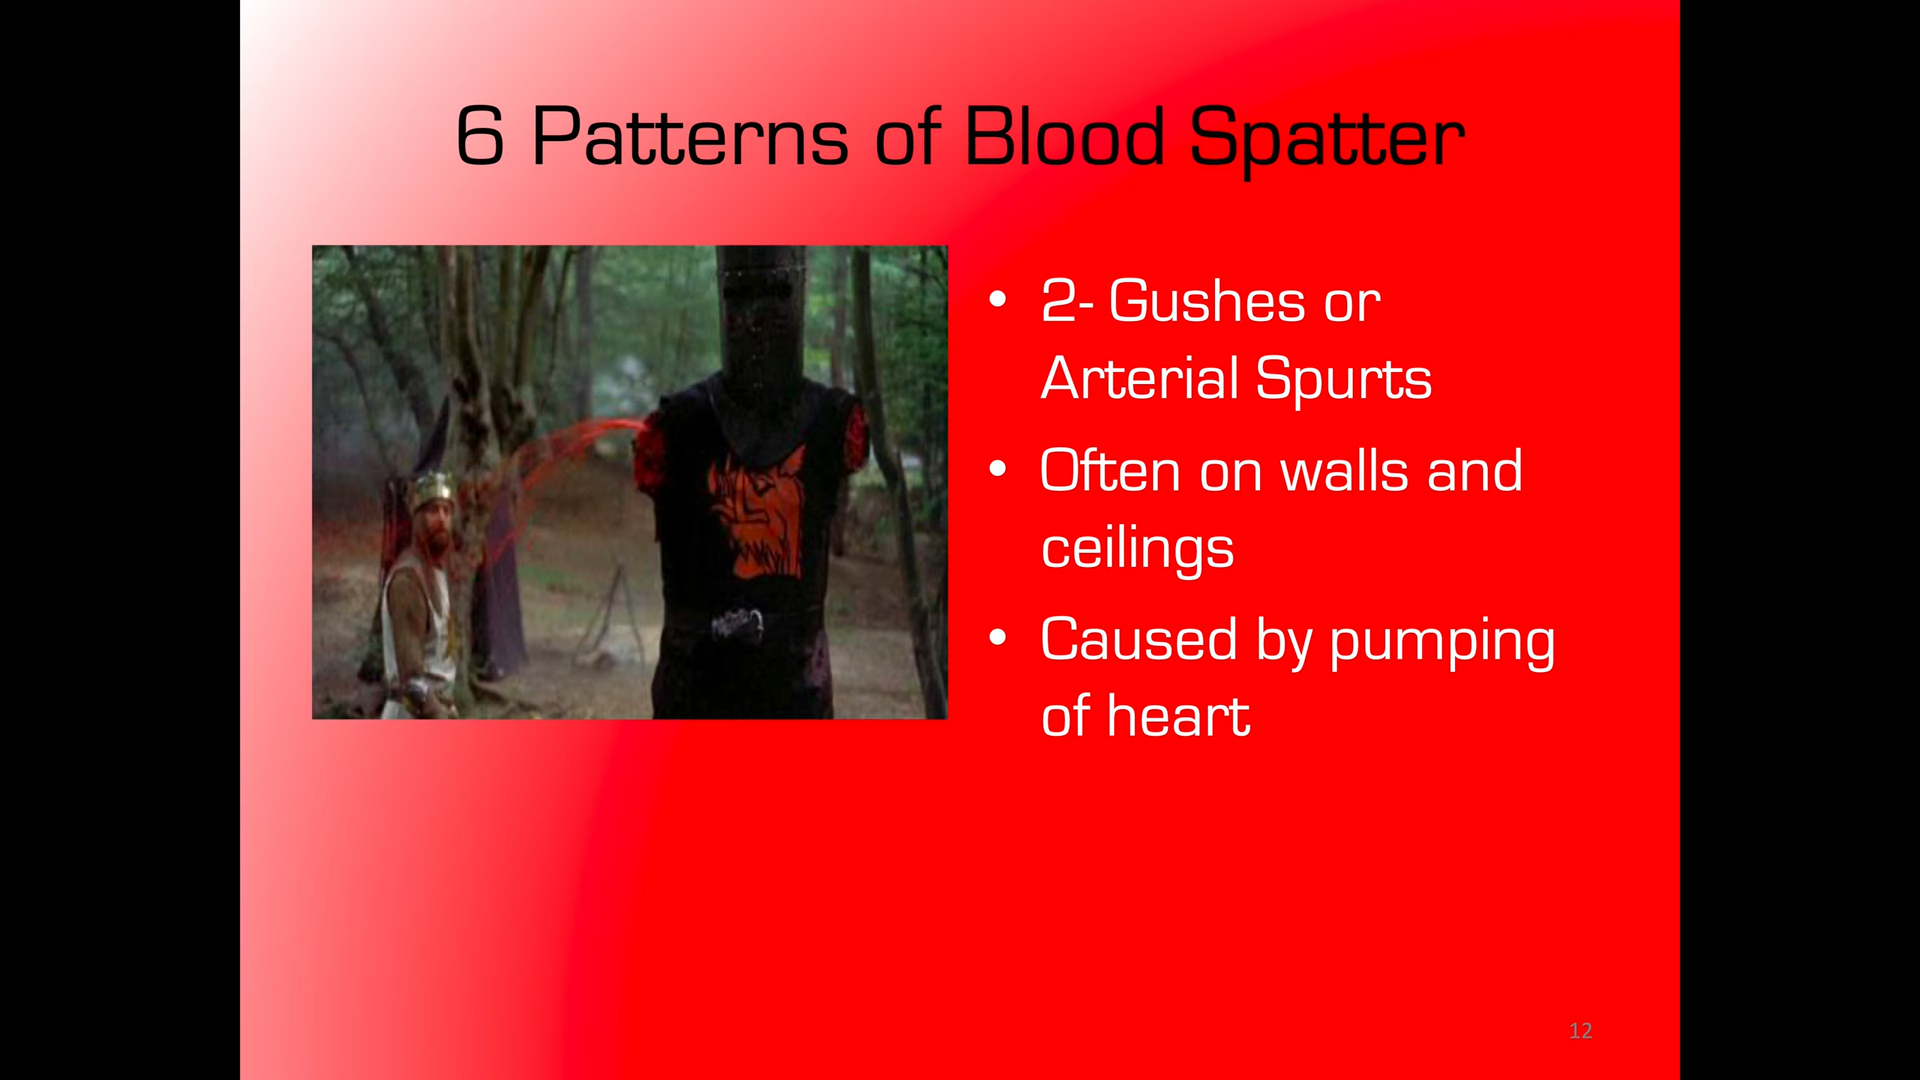 6 Patterns of Blood Spatter
• 2- Gushes or
Arterial Spurts
• Often on walls and
ceilings
• Caused by pumping
of heart
12